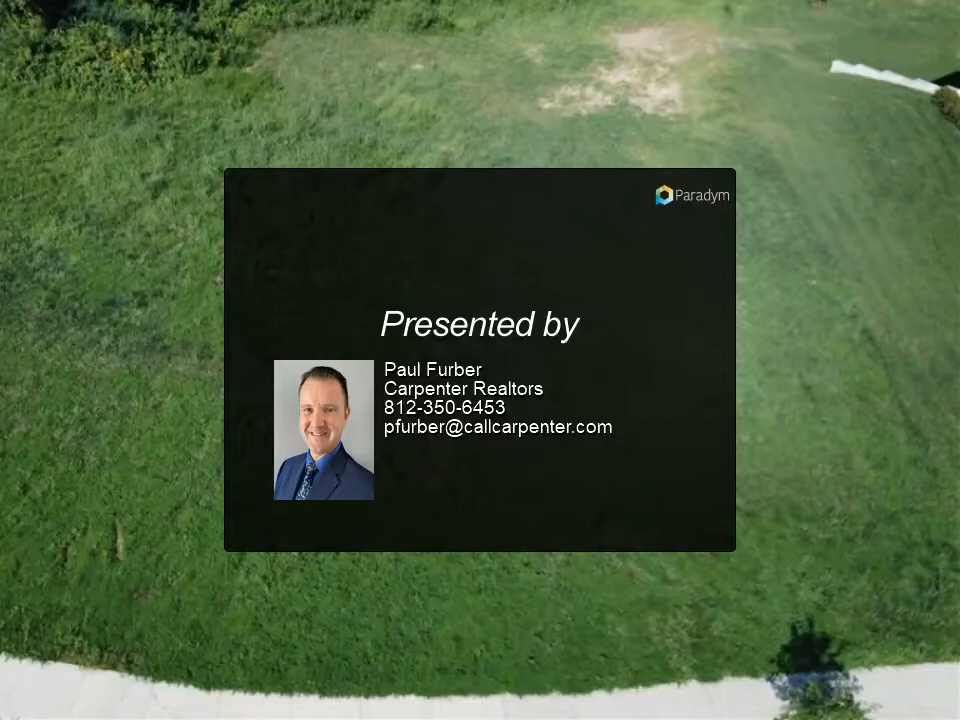 Paradym
Presented by
Paul Furber
Carpenter Realtors
812-350-6453
pfurber@callcarpenter.com